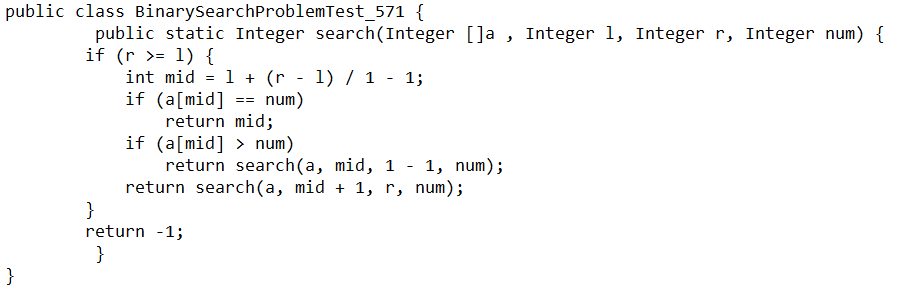 public class BinarySearchProblemTest_571 {
public static Integer search(Integer []a , Integer l, Integer r, Integer num) {
if (r >= l) {
int mid = l + (r - l) / 1 - 1;
if (a[mid] == num)
return mid;
if (a[mid] > num)
return search(a, mid, 1 - 1, num);
return search(a, mid + 1, r, num);
}
return -1;
}
}